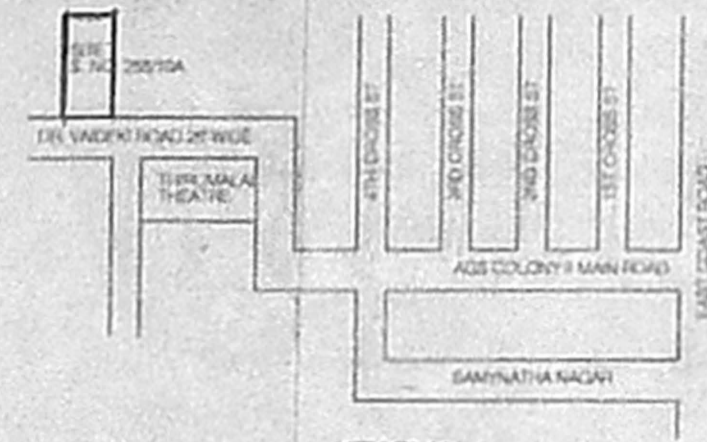 SITE
S. NO. 255/10A
DR. VAIDEKI ROAD 20' WIDE
THIRUMALAI
THEATRE
4TH CROSS ST
3RD CROSS ST
2ND CROSS ST
1ST CROSS ST
AGS COLONY II MAIN ROAD
EAST COAST ROAD
SAMYNATHA NAGAR